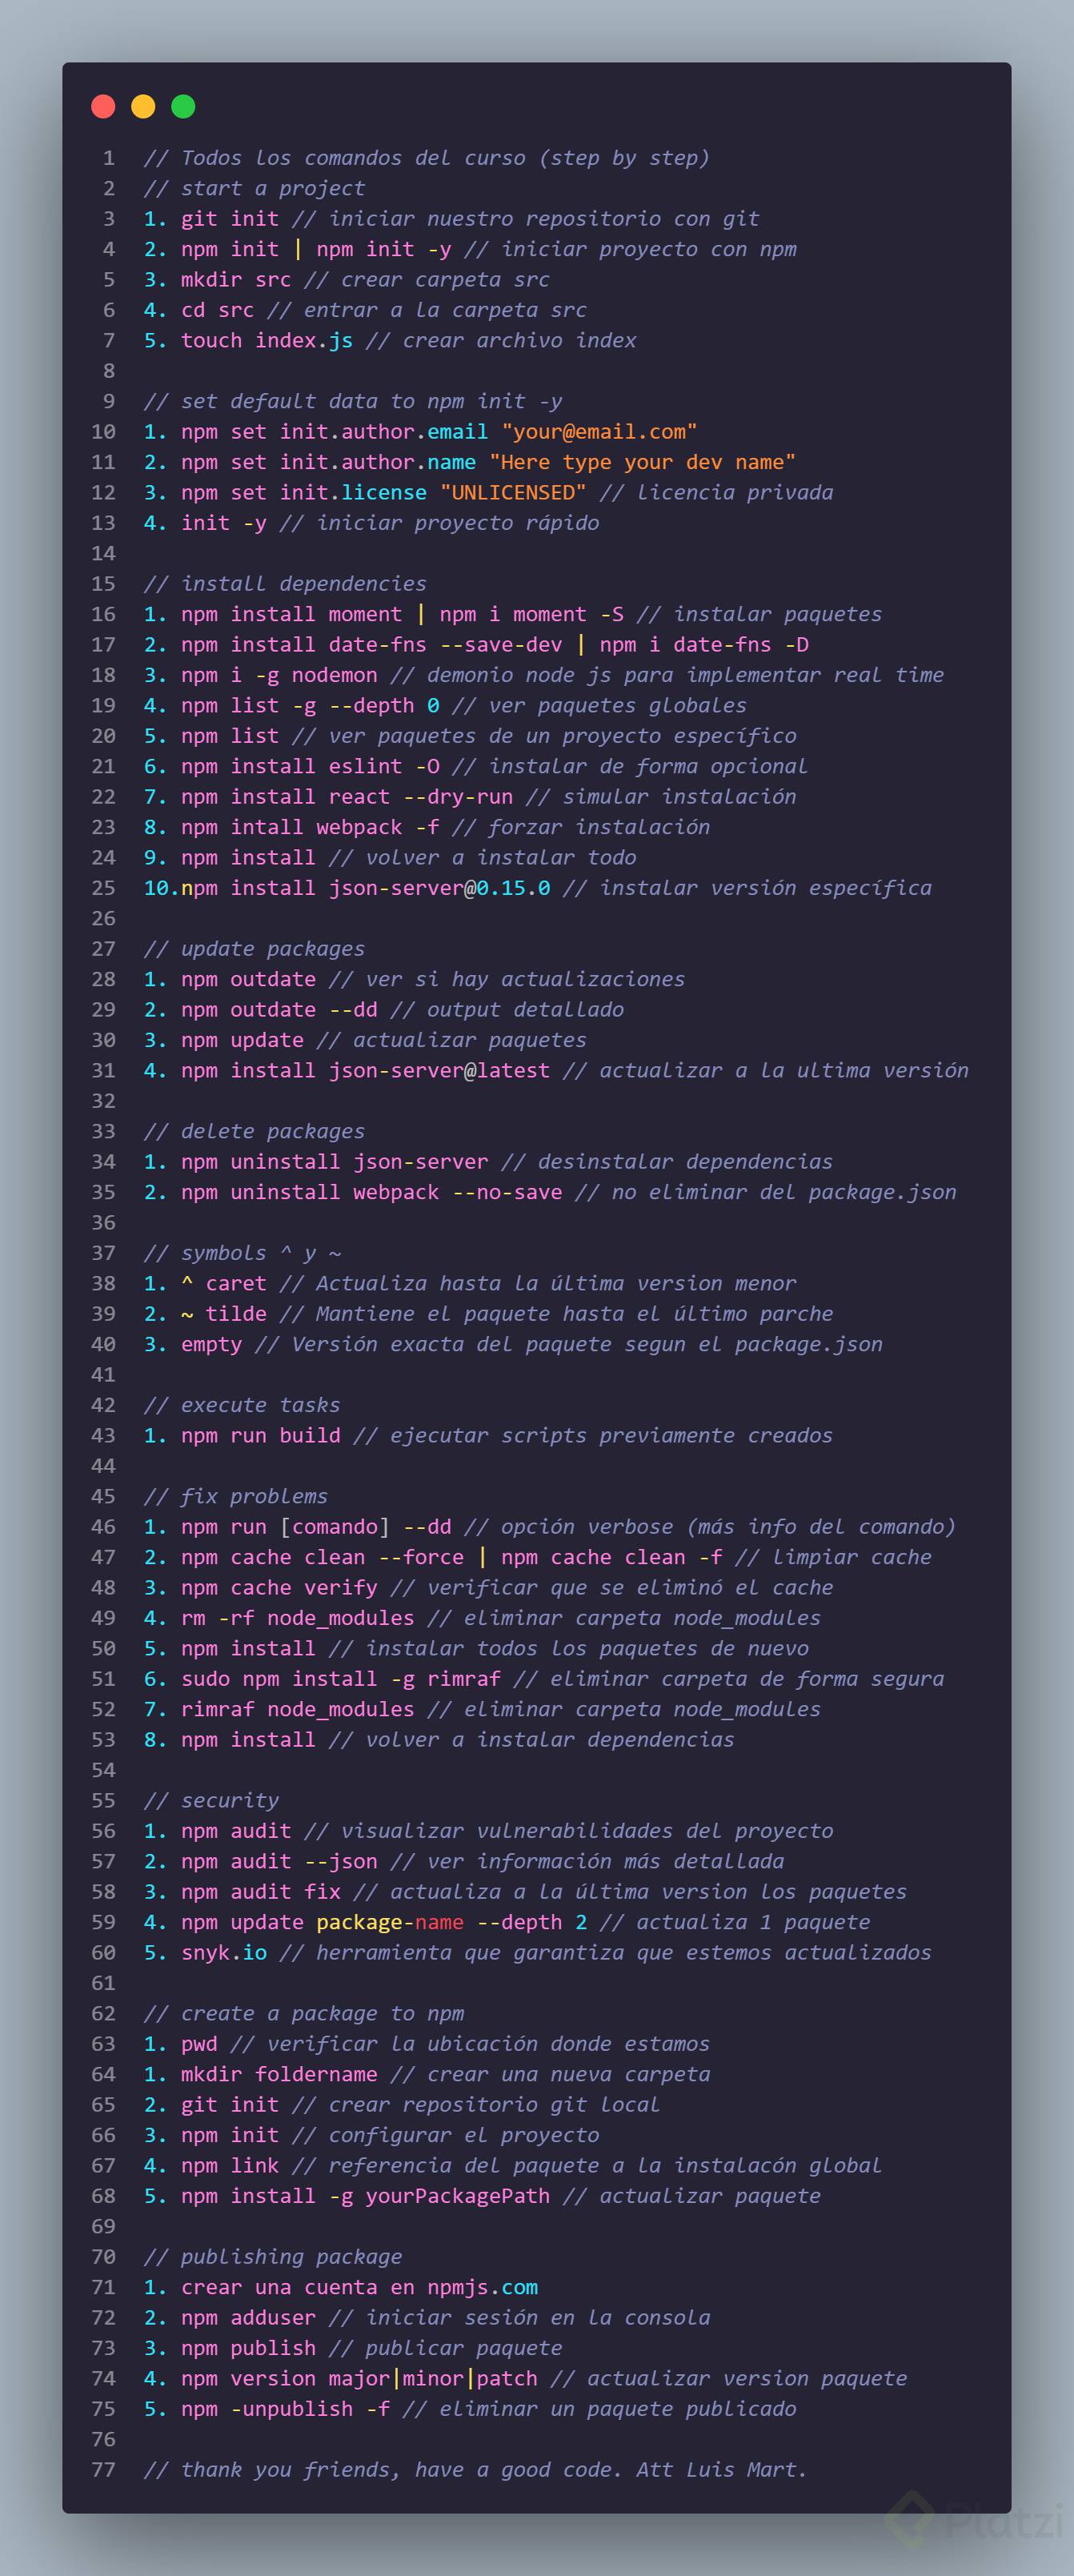 1 // Todos los comandos del curso (step by step)
2 // start a project
3 1. git init // iniciar nuestro repositorio con git
4 2. npm init | npm init -y // iniciar proyecto con npm
5 3. mkdir src // crear carpeta src
6 4. cd src // entrar a la carpeta src
7 5. touch index.js // crear archivo index
8
9 // set default data to npm init -y
10 1. npm set init.author.email "your@email.com"
11 2. npm set init.author.name "Here type your dev name"
12 3. npm set init.license "UNLICENSED" // licencia privada
13 4. init -y // iniciar proyecto rápido
14
15 // install dependencies
16 1. npm install moment | npm i moment -S // instalar paquetes
17 2. npm install date-fns --save-dev | npm i date-fns -D
18 3. npm i -g nodemon // demonio node js para implementar real time
19 4. npm list -g --depth 0 // ver paquetes globales
20 5. npm list // ver paquetes de un proyecto específico
21 6. npm install eslint -O // instalar de forma opcional
22 7. npm install react --dry-run // simular instalación
23 8. npm intall webpack -f // forzar instalación
24 9. npm install // volver a instalar todo
25 10.npm install json-server@0.15.0 // instalar versión específica
26
27 // update packages
28 1. npm outdate // ver si hay actualizaciones
29 2. npm outdate --dd // output detallado
30 3. npm update // actualizar paquetes
31 4. npm install json-server@latest // actualizar a la ultima versión
32
33 // delete packages
34 1. npm uninstall json-server // desinstalar dependencias
35 2. npm uninstall webpack --no-save // no eliminar del package.json
36
37 // symbols ^ y ~
38 1. ^ caret // Actualiza hasta la última version menor
39 2. ~ tilde // Mantiene el paquete hasta el último parche
40 3. empty // Versión exacta del paquete segun el package.json
41
42 // execute tasks
43 1. npm run build // ejecutar scripts previamente creados
44
45 // fix problems
46 1. npm run [comando] --dd // opción verbose (más info del comando)
47 2. npm cache clean --force | npm cache clean -f // limpiar cache
48 3. npm cache verify // verificar que se eliminó el cache
49 4. rm -rf node_modules // eliminar carpeta node_modules
50 5. npm install // instalar todos los paquetes de nuevo
51 6. sudo npm install -g rimraf // eliminar carpeta de forma segura
52 7. rimraf node_modules // eliminar carpeta node_modules
53 8. npm install // volver a instalar dependencias
54
55 // security
56 1. npm audit // visualizar vulnerabilidades del proyecto
57 2. npm audit --json // ver información más detallada
58 3. npm audit fix // actualiza a la última version los paquetes
59 4. npm update package-name --depth 2 // actualiza 1 paquete
60 5. snyk.io // herramienta que garantiza que estemos actualizados
61
62 // create a package to npm
63 1. pwd // verificar la ubicación donde estamos
64 1. mkdir foldername // crear una nueva carpeta
65 2. git init // crear repositorio git local
66 3. npm init // configurar el proyecto
67 4. npm link // referencia del paquete a la instalacón global
68 5. npm install -g yourPackagePath // actualizar paquete
69
70 // publishing package
71 1. crear una cuenta en npmjs.com
72 2. npm adduser // iniciar sesión en la consola
73 3. npm publish // publicar paquete
74 4. npm version major|minor|patch // actualizar version paquete
75 5. npm -unpublish -f // eliminar un paquete publicado
76
77 // thank you friends, have a good code. Att Luis Mart.
Platzi